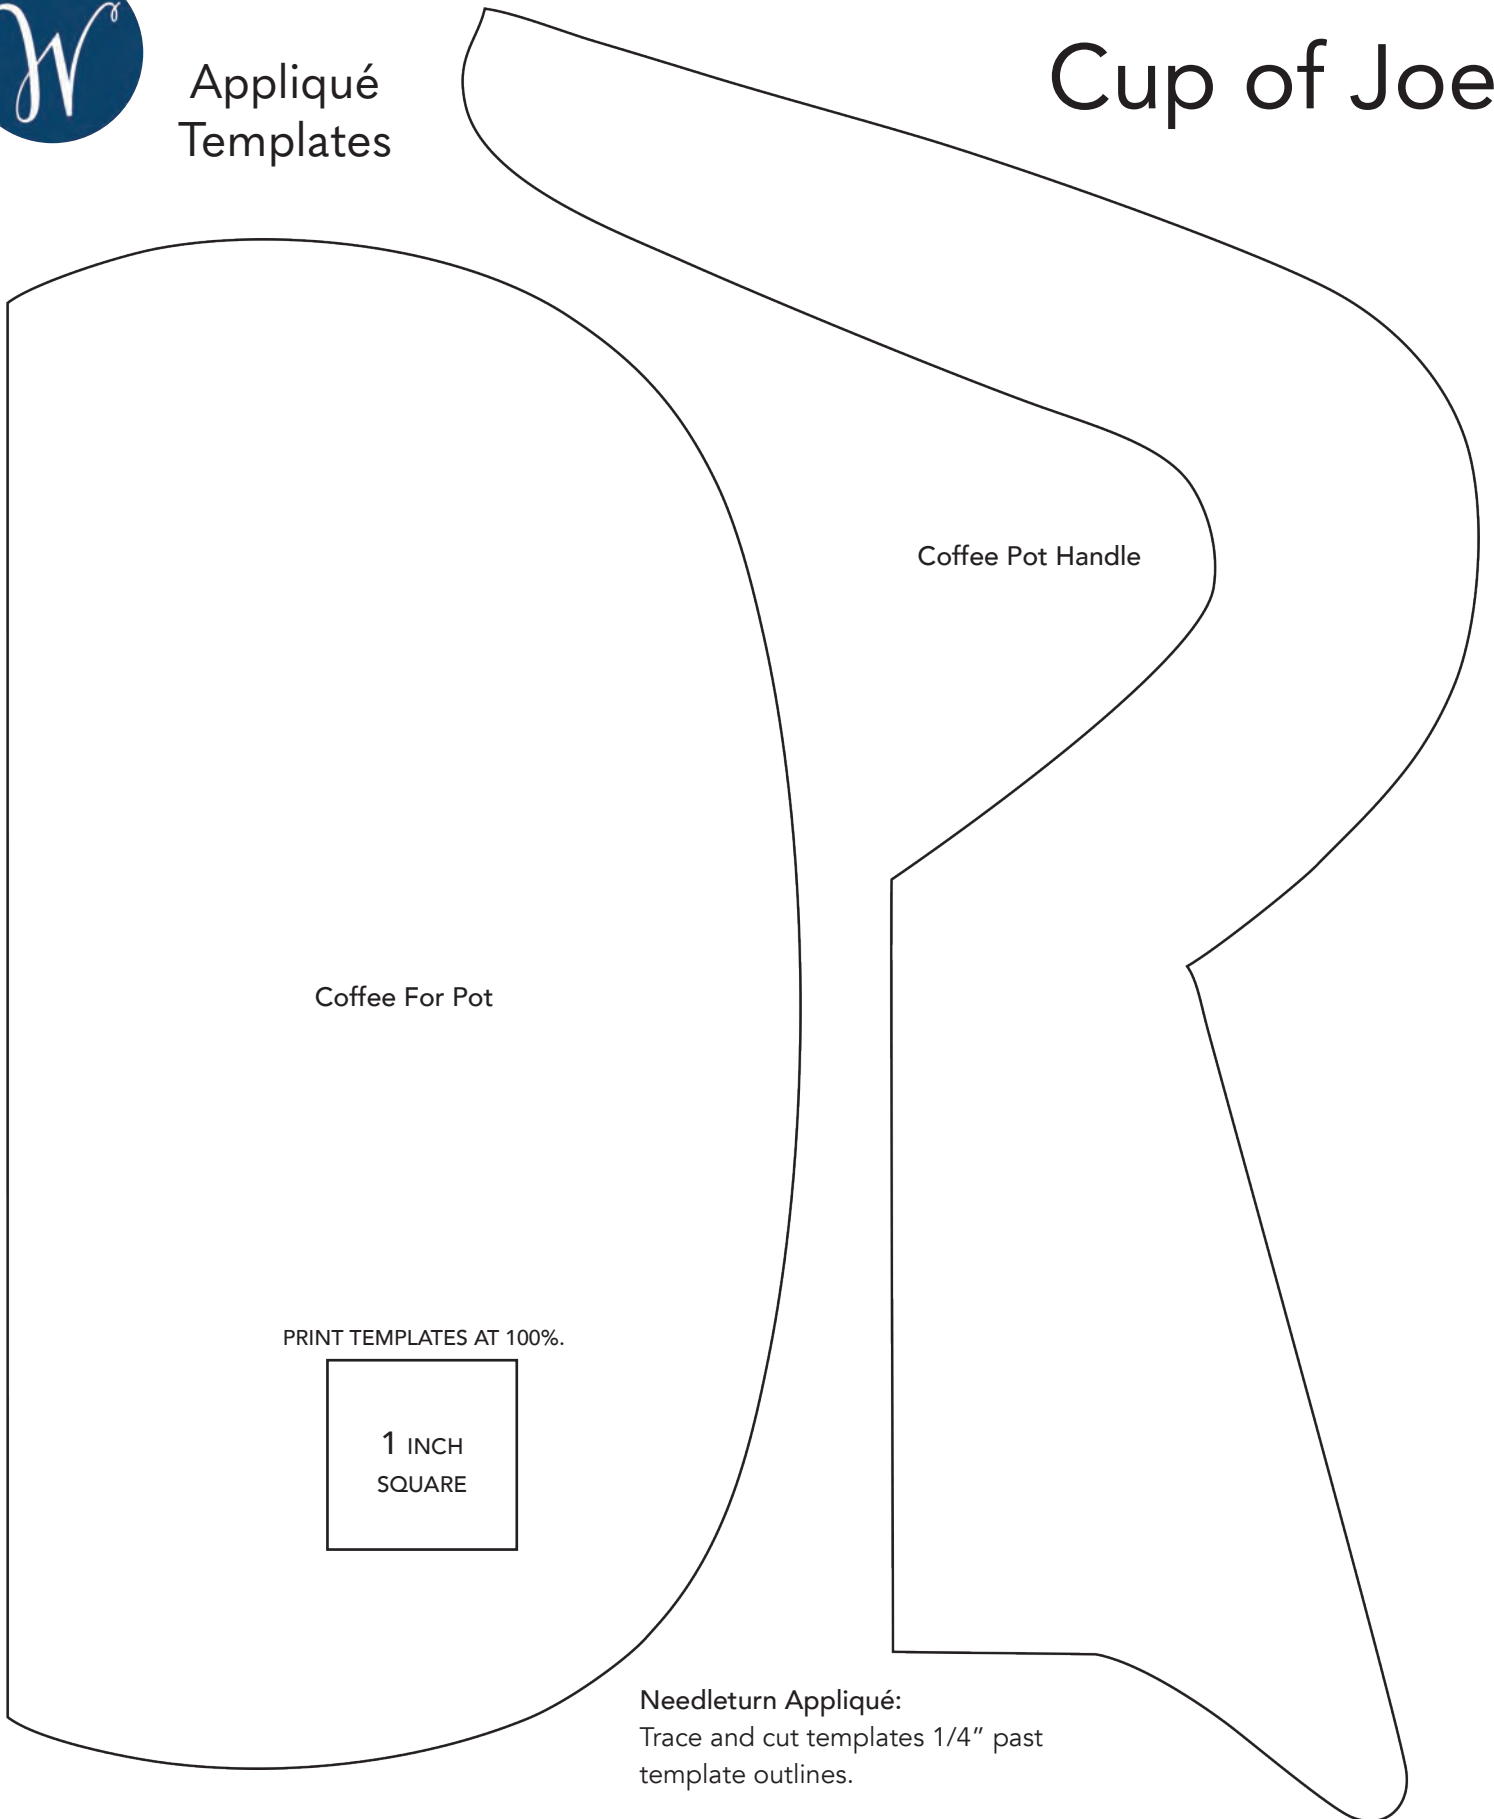 W
Appliqué
Templates
Cup of Joe
Coffee Pot Handle
Coffee For Pot
PRINT TEMPLATES AT 100%.
1 INCH
SQUARE
Needleturn Appliqué:
Trace and cut templates 1/4” past
template outlines.